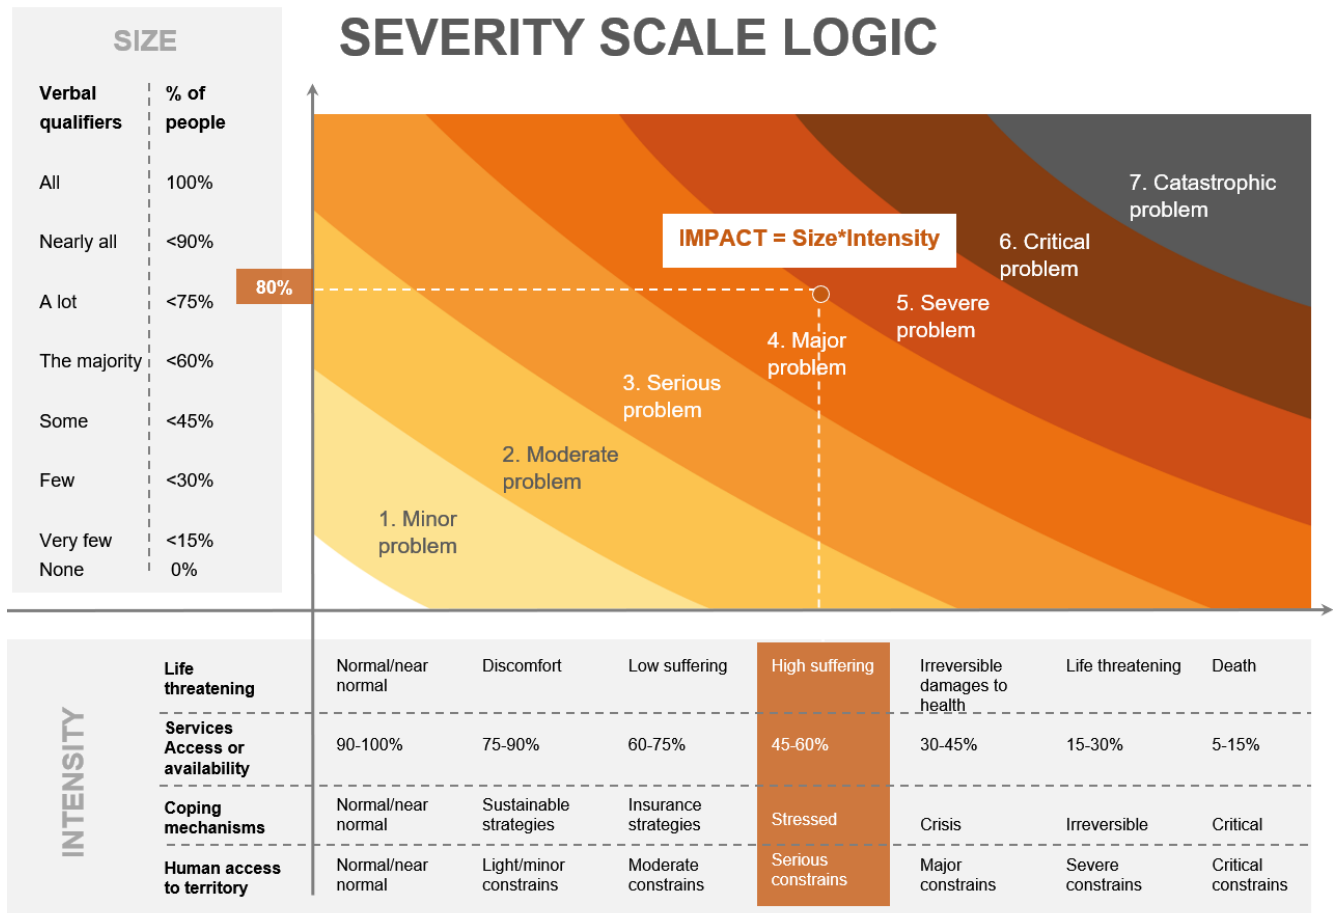 SEVERITY SCALE LOGIC
SIZE
Verbal
qualifiers
% of
people
All 100%
Nearly all <90%
A lot <75%
The majority <60%
Some <45%
Few <30%
Very few <15%
None 0%
80%
IMPACT = Size*Intensity
7. Catastrophic
problem
6. Critical
problem
5. Severe
problem
4. Major
problem
3. Serious
problem
2. Moderate
problem
1. Minor
problem
INTENSITY
Life
threatening
Normal/near
normal
Discomfort
Low suffering
High suffering
Irreversible
damages to
health
Life threatening
Death
Services
Access or
availability
90-100%
75-90%
60-75%
45-60%
30-45%
15-30%
5-15%
Coping
mechanisms
Normal/near
normal
Sustainable
strategies
Insurance
strategies
Stressed
Crisis
Irreversible
Critical
Human access
to territory
Normal/near
normal
Light/minor
constrains
Moderate
constrains
Serious
constrains
Major
constrains
Severe
constrains
Critical
constrains